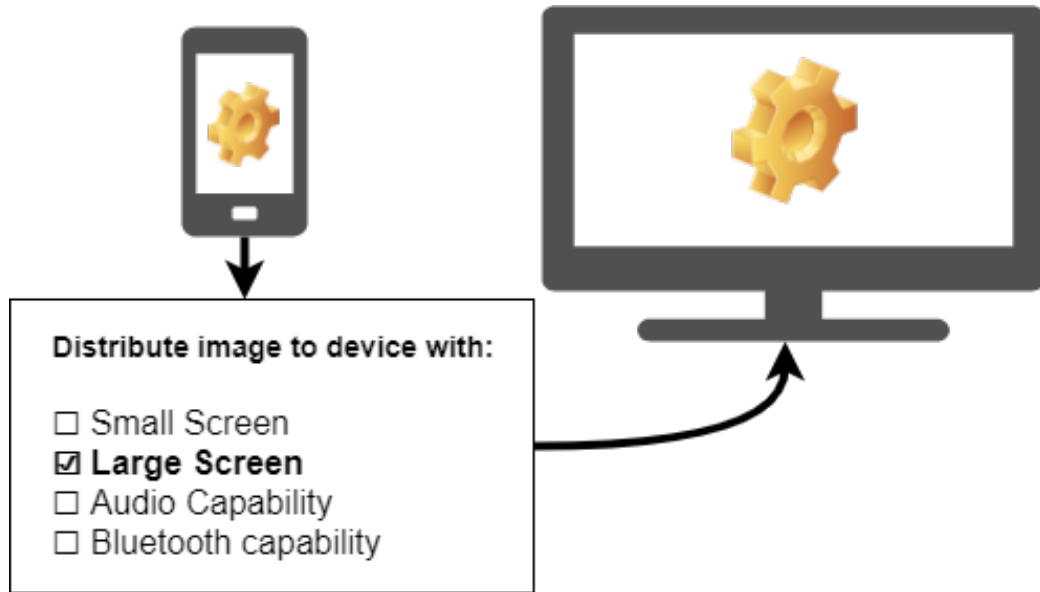 Distribute image to device with:
☐ Small Screen
☑ Large Screen
☐ Audio Capability
☐ Bluetooth capability